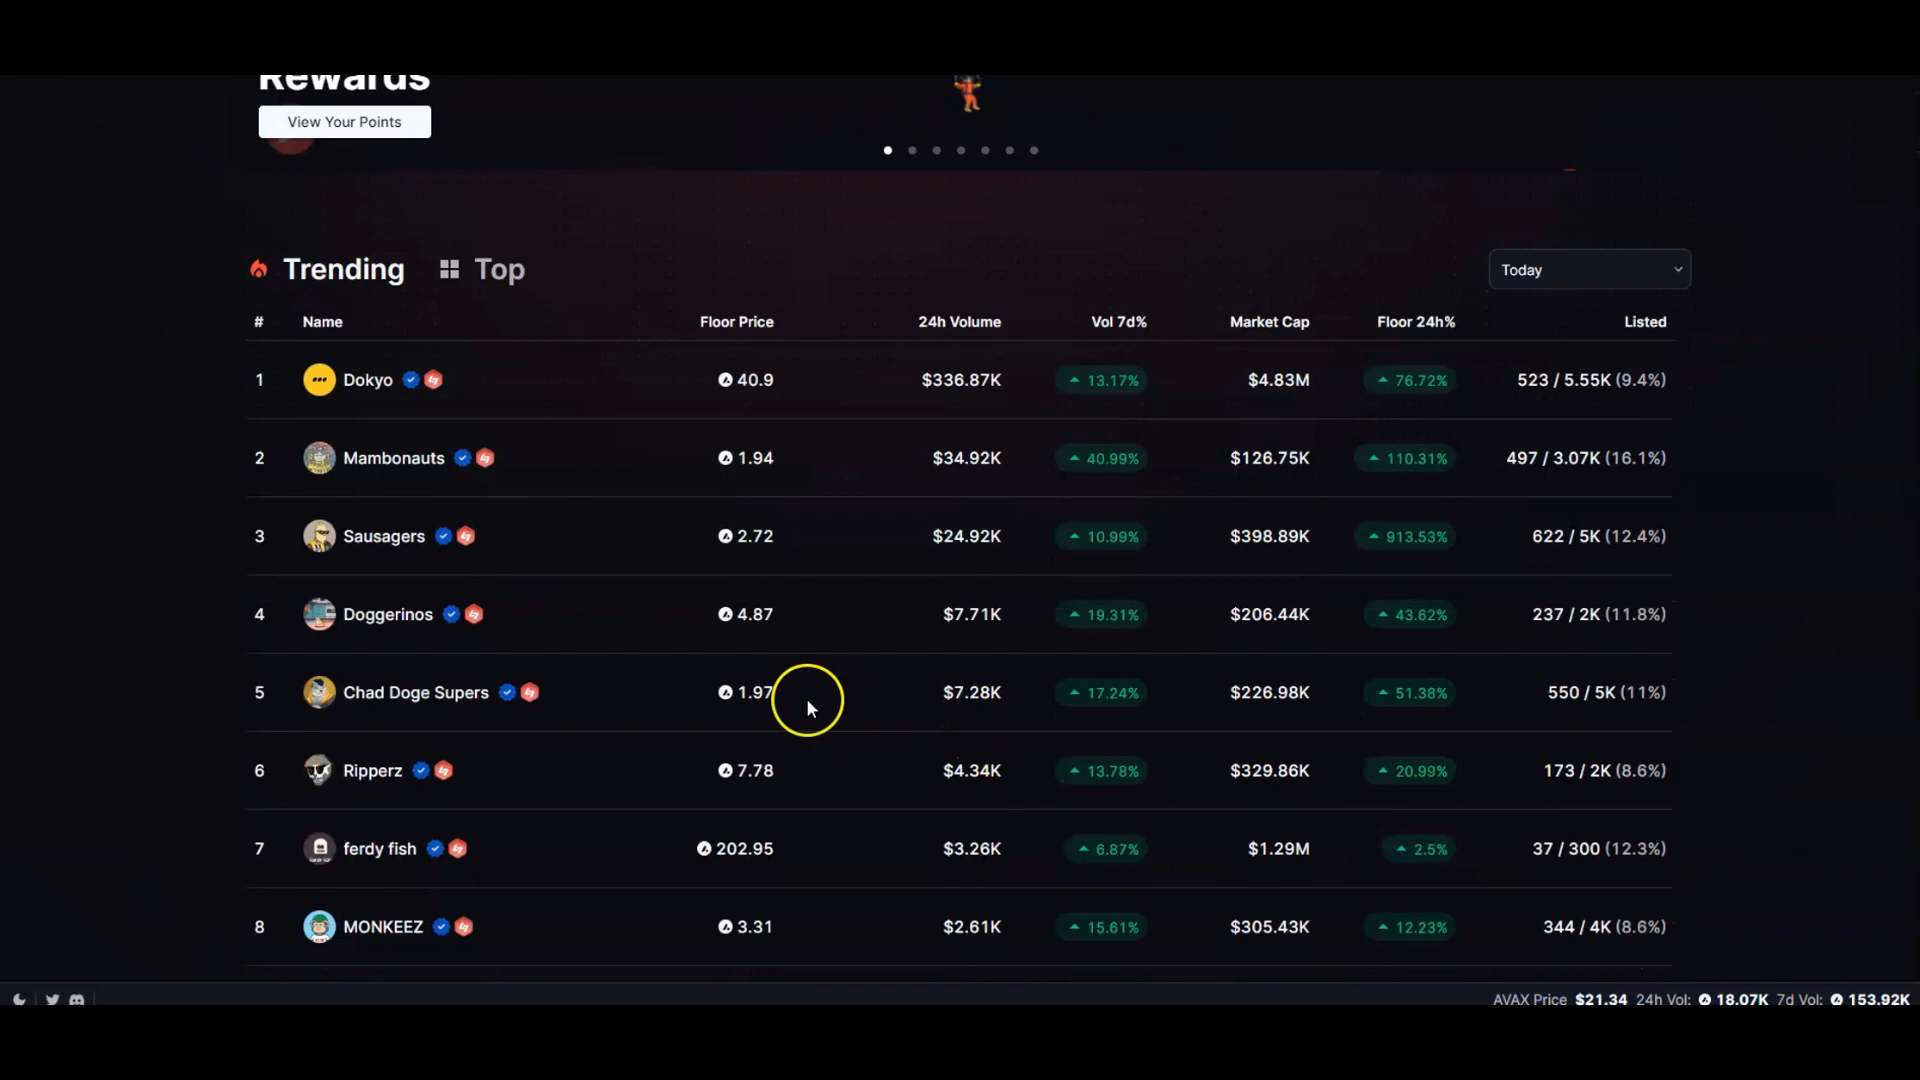 Rewards
View Your Points
Trending Top Today
# Name Floor Price 24h Volume Vol 7d% Market Cap Floor 24h% Listed
1 Dokyo 40.9 $336.87K 13.17% $4.83M 76.72% 523 / 5.55K (9.4%)
2 Mambonauts 1.94 $34.92K 40.99% $126.75K 110.31% 497 / 3.07K (16.1%)
3 Sausagers 2.72 $24.92K 10.99% $398.89K 913.53% 622 / 5K (12.4%)
4 Doggerinos 4.87 $7.71K 19.31% $206.44K 43.62% 237 / 2K (11.8%)
5 Chad Doge Supers 1.97 $7.28K 17.24% $226.98K 51.38% 550 / 5K (11%)
6 Ripperz 7.78 $4.34K 13.78% $329.86K 20.99% 173 / 2K (8.6%)
7 ferdy fish 202.95 $3.26K 6.87% $1.29M 2.5% 37 / 300 (12.3%)
8 MONKEEZ 3.31 $2.61K 15.61% $305.43K 12.23% 344 / 4K (8.6%)
AVAX Price $21.34 24h Vol: 18.07K 7d Vol: 153.92K